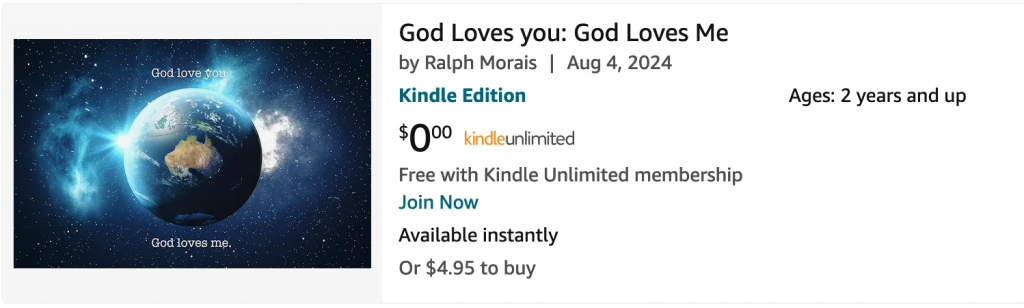 God love you.
God loves me.
God Loves you: God Loves Me
by Ralph Morais | Aug 4, 2024
Kindle Edition
Ages: 2 years and up
$0.00 kindleunlimited
Free with Kindle Unlimited membership
Join Now
Available instantly
Or $4.95 to buy